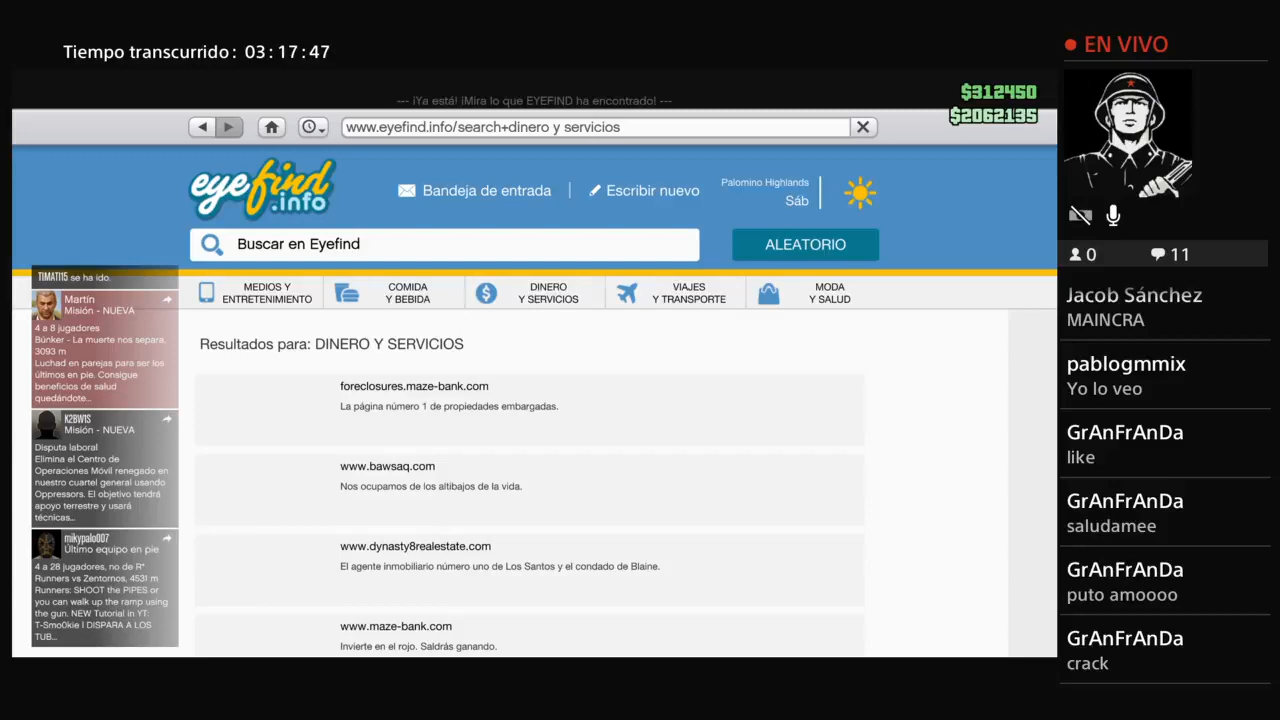 Tiempo transcurrido: 03:17:47
EN VIVO
--- ¡Ya está! ¡Mira lo que EYEFIND ha encontrado! ---
$312450
$2062135
www.eyefind.info/search+dinero y servicios
eyefind
.info
Bandeja de entrada
Escribir nuevo
Palomino Highlands
Sáb
Buscar en Eyefind
ALEATORIO
MEDIOS Y
ENTRETENIMIENTO
COMIDA
Y BEBIDA
DINERO
Y SERVICIOS
VIAJES
Y TRANSPORTE
MODA
Y SALUD
TIMATI15 se ha ido.
Martín
Misión - NUEVA
4 a 8 jugadores
Búnker - La muerte nos separa.
3093 m
Luchad en parejas para ser los
últimos en pie. Consigue
beneficios de salud
quedándote...
K2BW1S
Misión - NUEVA
Disputa laboral
Elimina el Centro de
Operaciones Móvil renegado en
nuestro cuartel general usando
Oppressors. El objetivo tendrá
apoyo terrestre y usará
técnicas...
mikypalo007
Último equipo en pie
4 a 28 jugadores, no de R*
Runners vs Zentornos. 4531 m
Runners: SHOOT the PIPES or
you can walk up the ramp using
the gun. NEW Tutorial in YT:
T-Smo0kie | DISPARA A LOS
TUB...
Resultados para: DINERO Y SERVICIOS
foreclosures.maze-bank.com
La página número 1 de propiedades embargadas.
www.bawsaq.com
Nos ocupamos de los altibajos de la vida.
www.dynasty8realestate.com
El agente inmobiliario número uno de Los Santos y el condado de Blaine.
www.maze-bank.com
Invierte en el rojo. Saldrás ganando.
0
11
Jacob Sánchez
MAINCRA
pablogmmix
Yo lo veo
GrAnFrAnDa
like
GrAnFrAnDa
saludamee
GrAnFrAnDa
puto amoooo
GrAnFrAnDa
crack